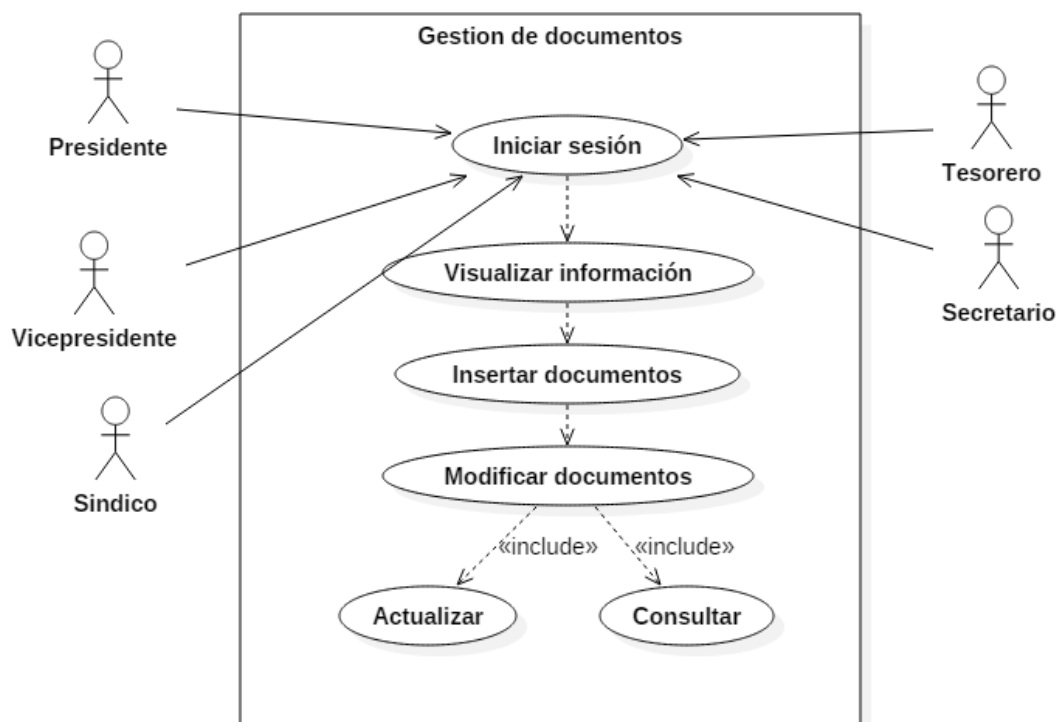 Gestion de documentos
Presidente
Iniciar sesión
Tesorero
Vicepresidente
Visualizar información
Secretario
Insertar documentos
Sindico
Modificar documentos
«include»
«include»
Actualizar
Consultar